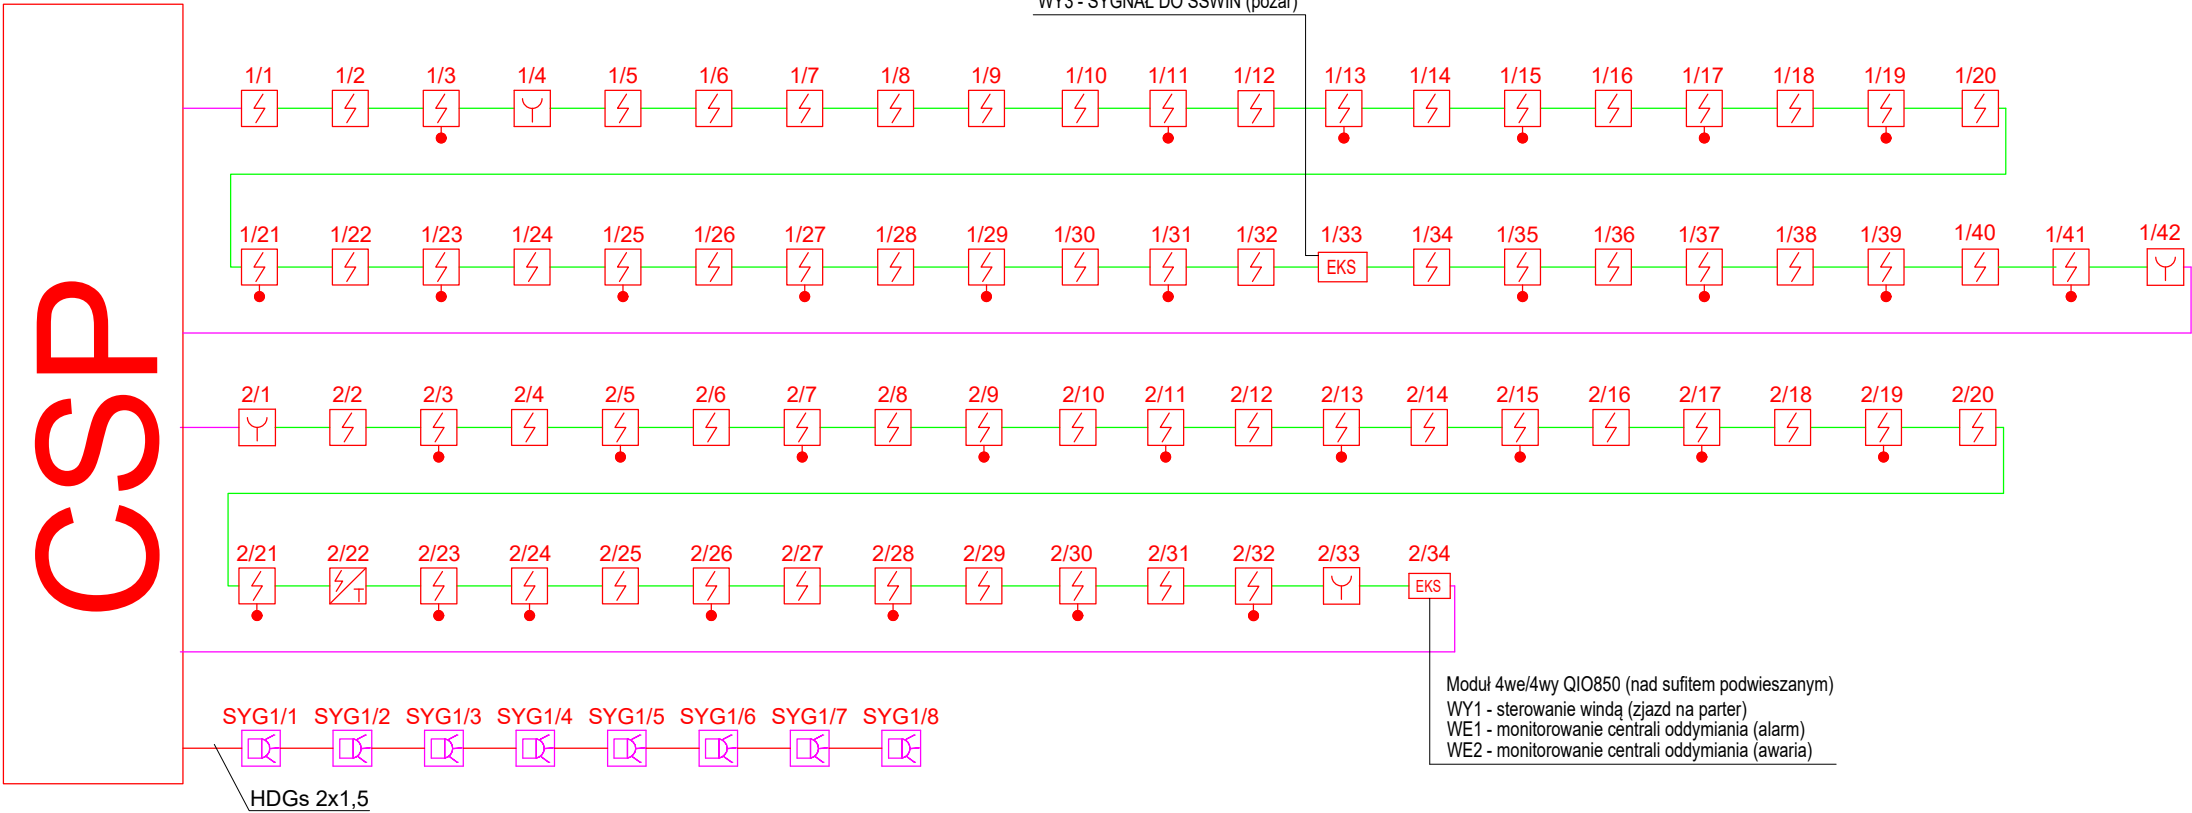 WY3 - SYGNAŁ DO SSWIN (pożar)
1/1 1/2 1/3 1/4 1/5 1/6 1/7 1/8 1/9 1/10 1/11 1/12 1/13 1/14 1/15 1/16 1/17 1/18 1/19 1/20
1/21 1/22 1/23 1/24 1/25 1/26 1/27 1/28 1/29 1/30 1/31 1/32 1/33 1/34 1/35 1/36 1/37 1/38 1/39 1/40 1/41 1/42
EKS
CSP
2/1 2/2 2/3 2/4 2/5 2/6 2/7 2/8 2/9 2/10 2/11 2/12 2/13 2/14 2/15 2/16 2/17 2/18 2/19 2/20
2/21 2/22 2/23 2/24 2/25 2/26 2/27 2/28 2/29 2/30 2/31 2/32 2/33 2/34
T
EKS
Moduł 4we/4wy QIO850 (nad sufitem podwieszanym)
WY1 - sterowanie windą (zjazd na parter)
WE1 - monitorowanie centrali oddymiania (alarm)
WE2 - monitorowanie centrali oddymiania (awaria)
SYG1/1 SYG1/2 SYG1/3 SYG1/4 SYG1/5 SYG1/6 SYG1/7 SYG1/8
HDGs 2x1,5